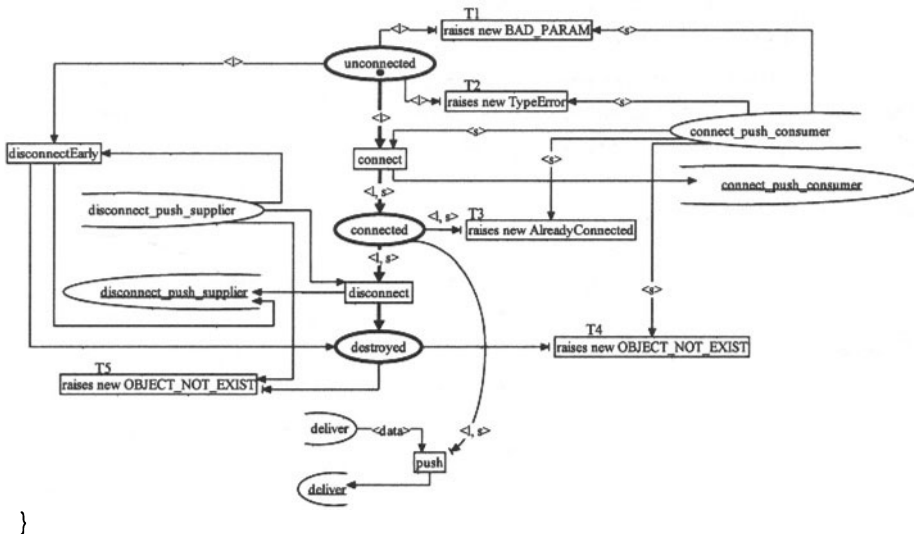 T1
<l>
raises new BAD_PARAM
<s>
unconnected
<l>
T2
<l>
raises new TypeError
<s>
<l>
<s>
connect_push_consumer
disconnectEarly
connect
<s>
connect_push_consumer
<l, s>
disconnect_push_supplier
T3
<l, s>
connected
raises new AlreadyConnected
<l, s>
disconnect_push_supplier
disconnect
<s>
T4
destroyed
raises new OBJECT_NOT_EXIST
T5
raises new OBJECT_NOT_EXIST
deliver
<data>
<l, s>
push
deliver
}